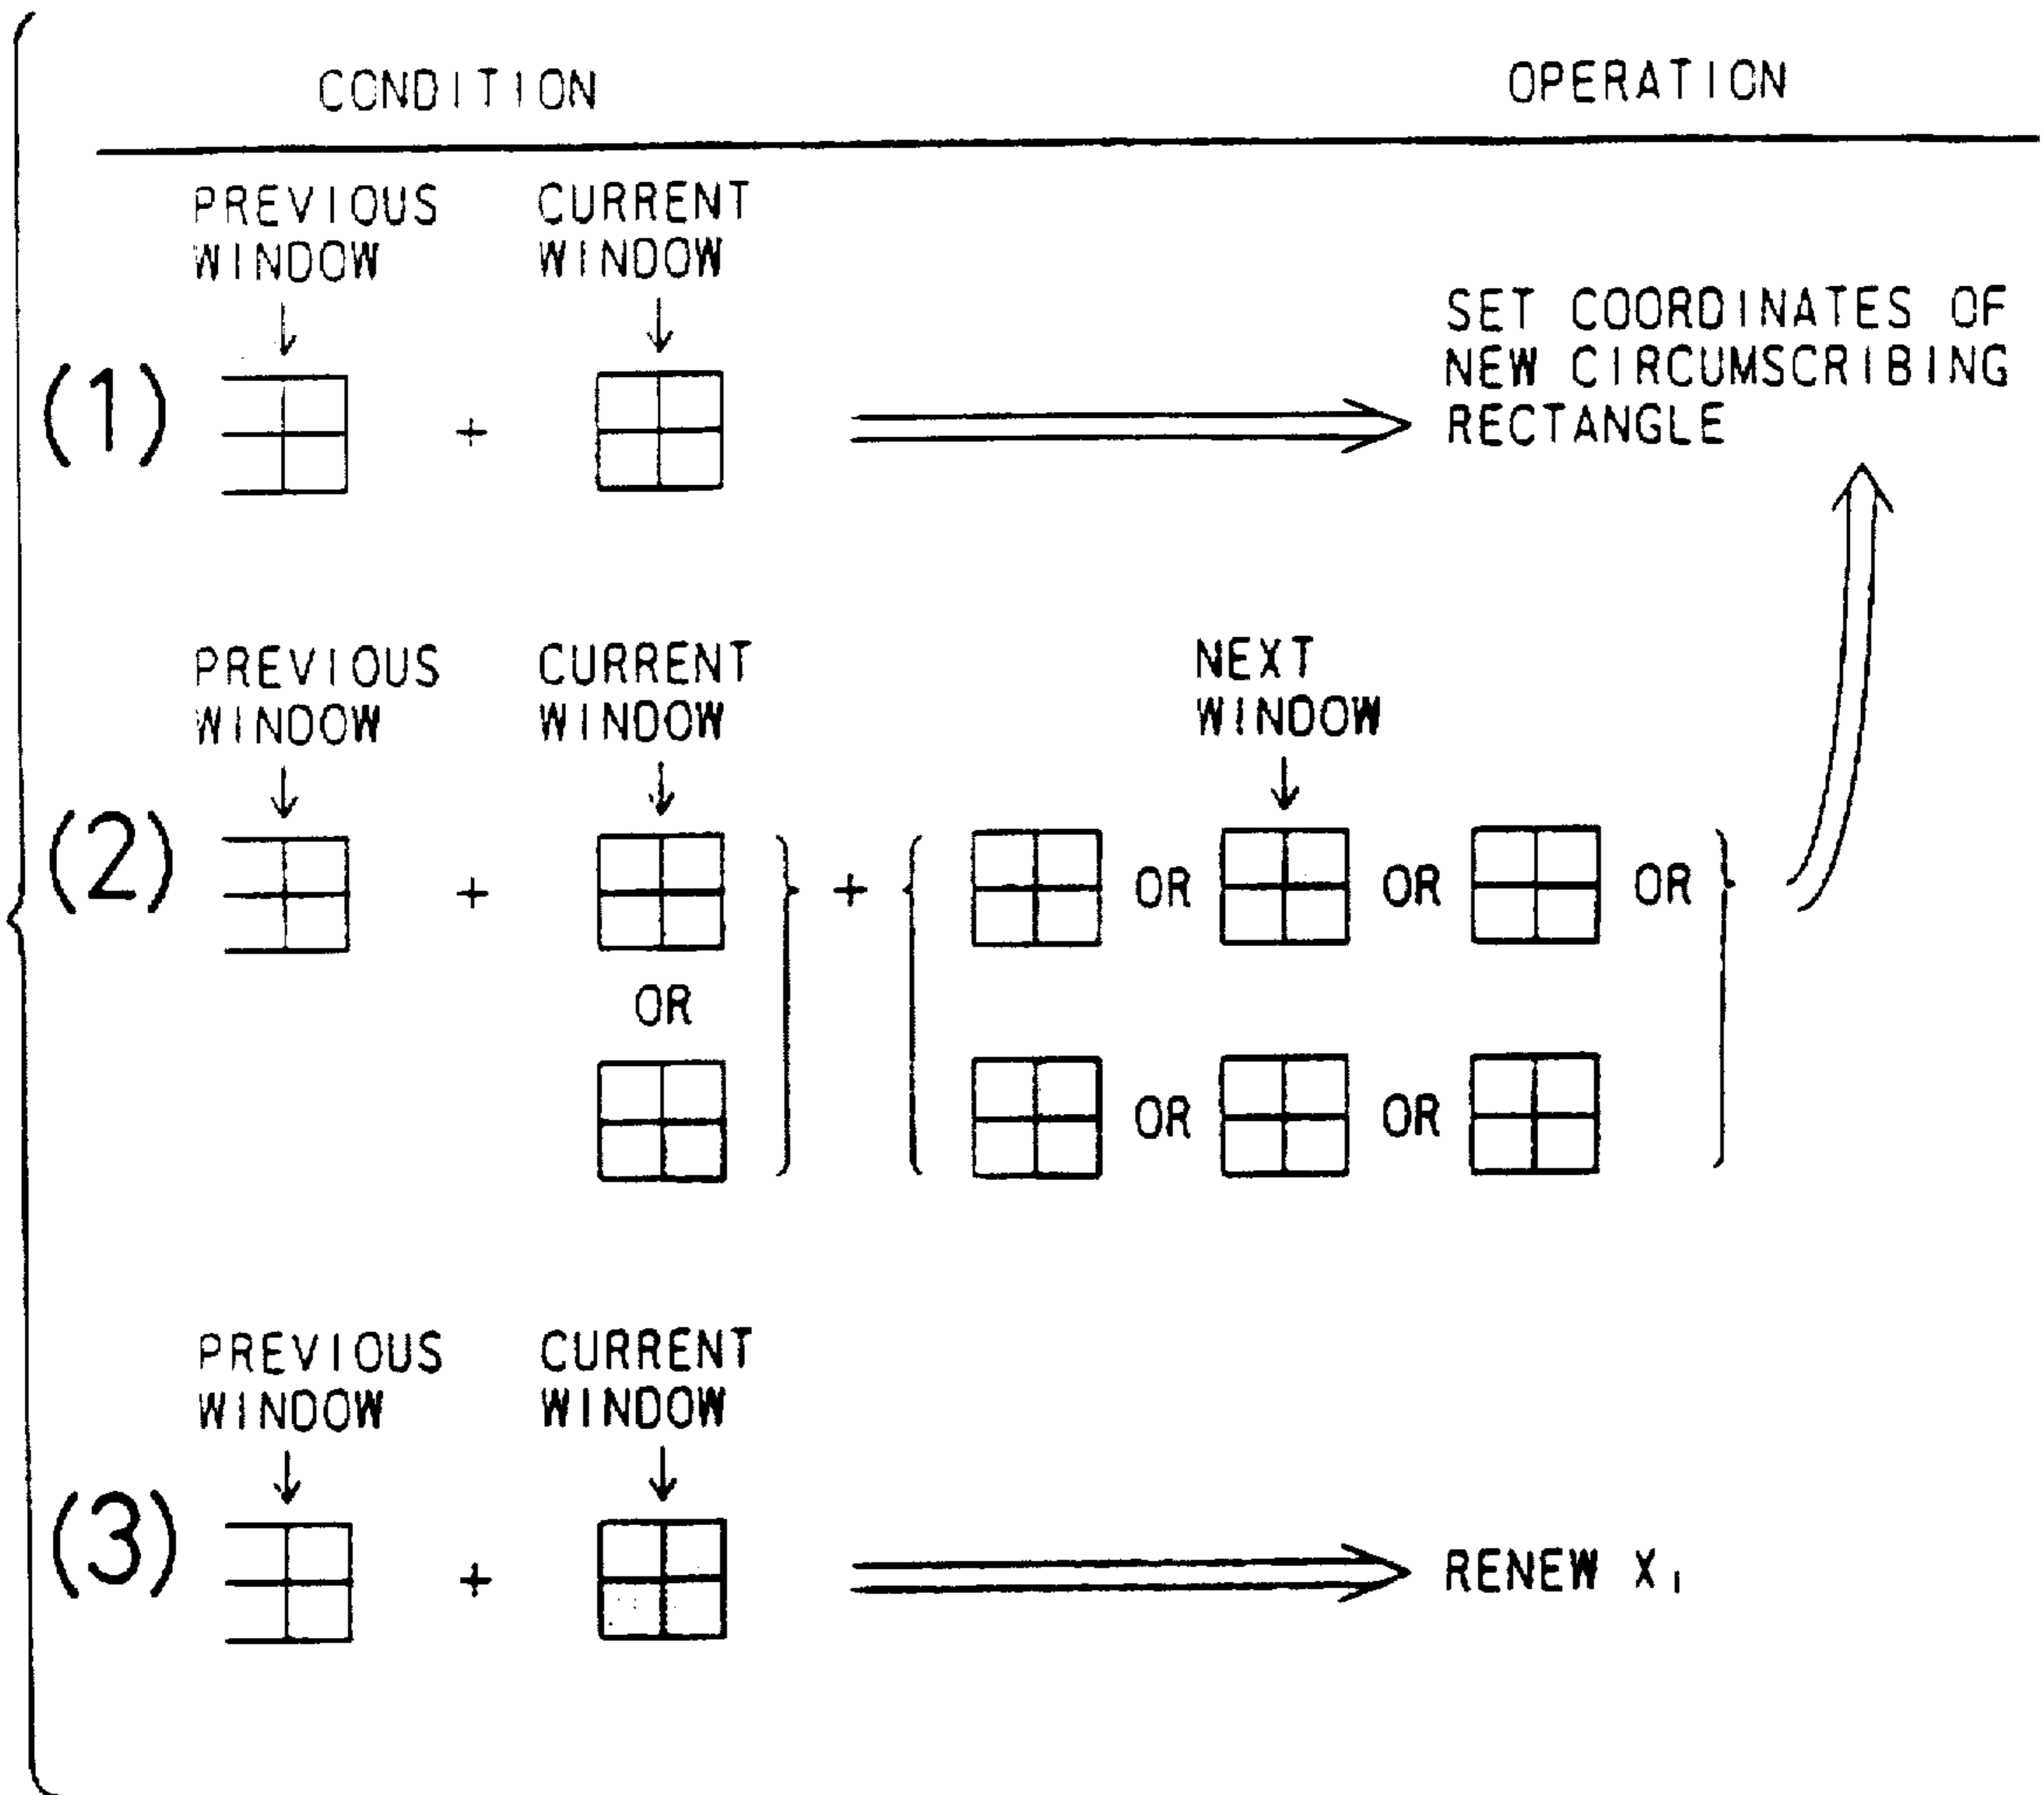 CONDITION OPERATION
PREVIOUS WINDOW
CURRENT WINDOW
(1) + SET COORDINATES OF
NEW CIRCUMSCRIBING
RECTANGLE
PREVIOUS WINDOW
CURRENT WINDOW
NEXT WINDOW
(2) + + OR OR OR
OR
OR OR
PREVIOUS WINDOW
CURRENT WINDOW
(3) + RENEW X₁